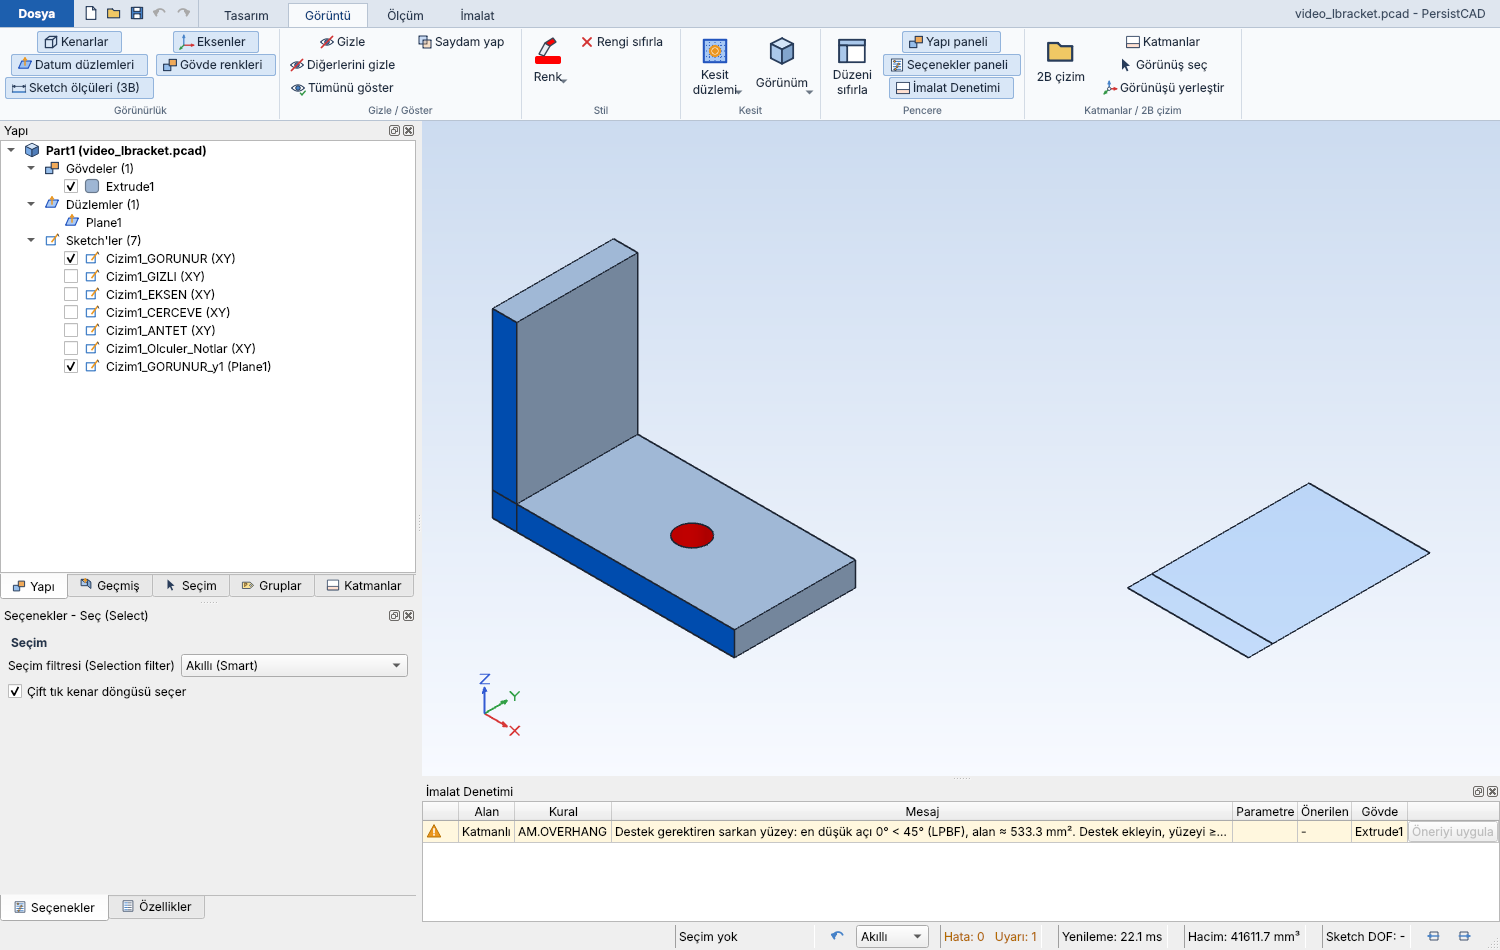 Dosya
Tasarım
Görüntü
Ölçüm
İmalat
video_lbracket.pcad - PersistCAD
Kenarlar
Eksenler
Gizle
Saydam yap
Rengi sıfırla
Yapı paneli
Katmanlar
Datum düzlemleri
Gövde renkleri
Diğerlerini gizle
Seçenekler paneli
Görünüş seç
Sketch ölçüleri (3B)
Tümünü göster
Renk
Kesit
düzlemi
Görünüm
Düzeni
sıfırla
İmalat Denetimi
2B çizim
Görünüşü yerleştir
Görünürlük
Gizle / Göster
Stil
Kesit
Pencere
Katmanlar / 2B çizim
Yapı
Part1 (video_lbracket.pcad)
Gövdeler (1)
Extrude1
Düzlemler (1)
Plane1
Sketch'ler (7)
Cizim1_GORUNUR (XY)
Cizim1_GIZLI (XY)
Cizim1_EKSEN (XY)
Cizim1_CERCEVE (XY)
Cizim1_ANTET (XY)
Cizim1_Olculer_Notlar (XY)
Cizim1_GORUNUR_y1 (Plane1)
Yapı
Geçmiş
Seçim
Gruplar
Katmanlar
Seçenekler - Seç (Select)
Seçim
Seçim filtresi (Selection filter)
Akıllı (Smart)
Çift tık kenar döngüsü seçer
Seçenekler
Özellikler
Z
Y
X
İmalat Denetimi
Alan
Kural
Mesaj
Parametre
Önerilen
Gövde
Katmanlı
AM.OVERHANG
Destek gerektiren sarkan yüzey: en düşük açı 0° < 45° (LPBF), alan ≈ 533.3 mm². Destek ekleyin, yüzeyi ≥...
-
Extrude1
Öneriyi uygula
Seçim yok
Akıllı
Hata: 0
Uyarı: 1
Yenileme: 22.1 ms
Hacim: 41611.7 mm³
Sketch DOF: -